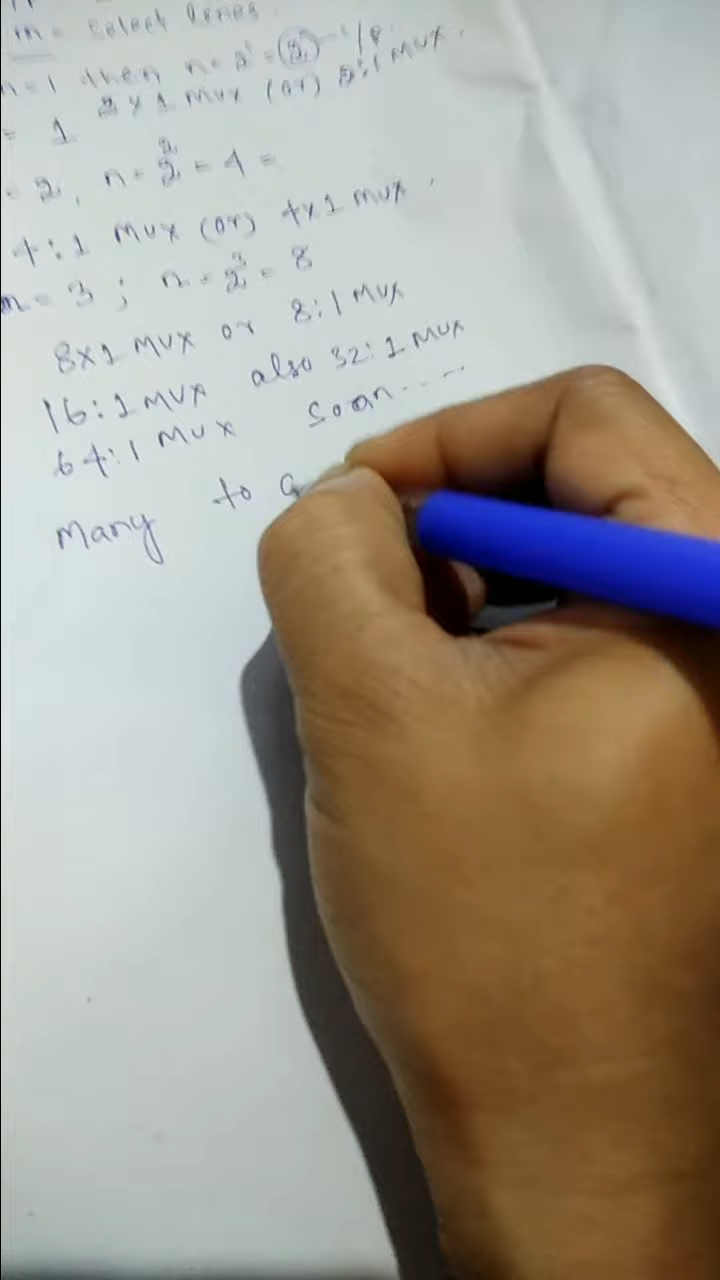 m = select lines.
m = 1 then n = 2¹ = (2) i/p.
= 1 2x1 MUX (or) 2:1 MUX.
= 2, n = 2² = 4 =
4:1 MUX (or) 4x1 MUX.
m = 3 ; n = 2³ = 8
8x1 MUX or 8:1 MUX
16:1 MUX also 32:1 MUX
64:1 MUX soon....
Many to